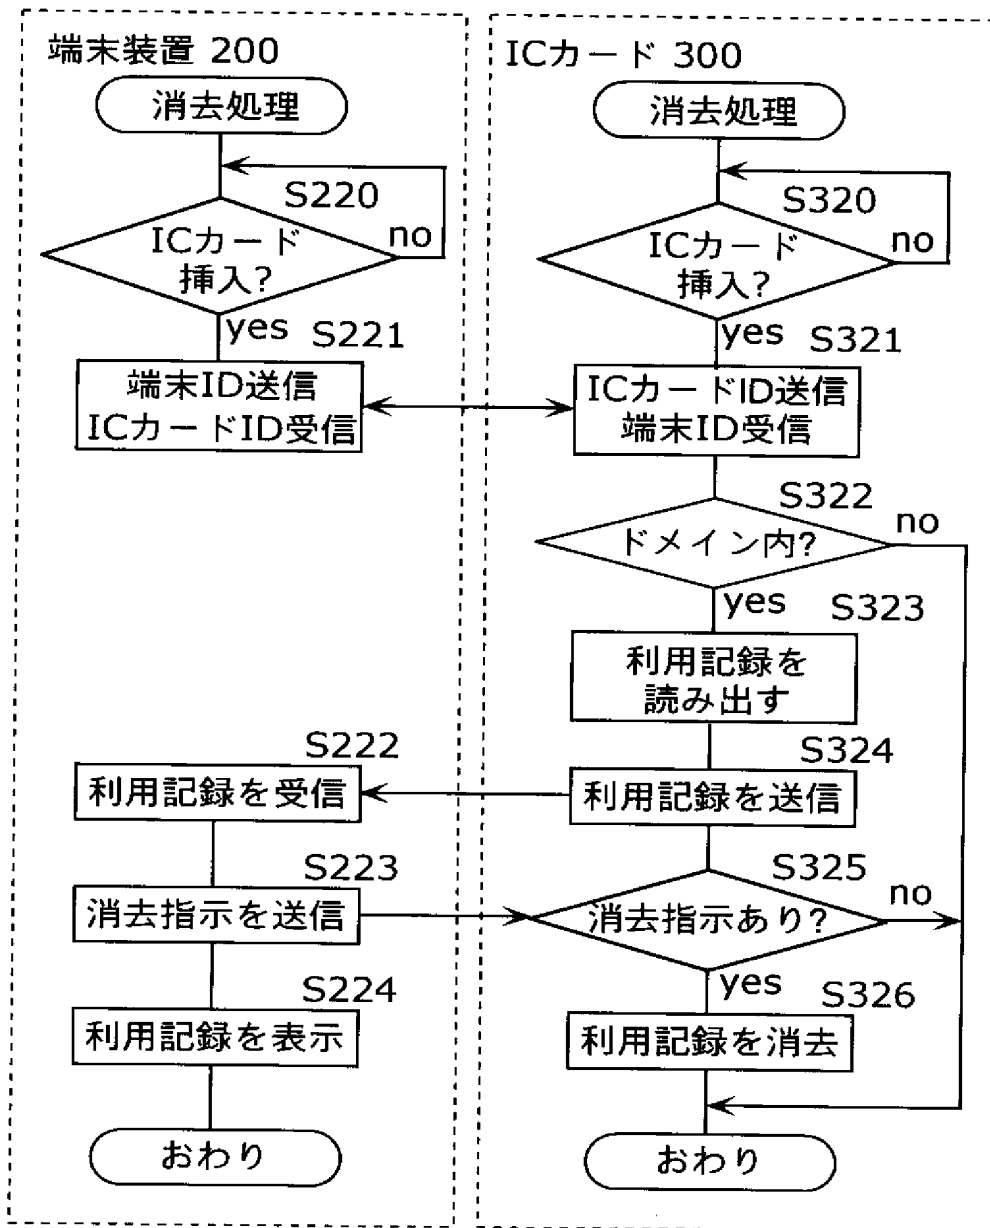 端末装置 200
消去処理
S220
ICカード
挿入?
no
yes
S221
端末ID送信
ICカードID受信
S222
利用記録を受信
S223
消去指示を送信
S224
利用記録を表示
おわり
ICカード 300
消去処理
S320
ICカード
挿入?
no
yes
S321
ICカードID送信
端末ID受信
S322
ドメイン内?
no
yes
S323
利用記録を
読み出す
S324
利用記録を送信
S325
消去指示あり?
no
yes
S326
利用記録を消去
おわり